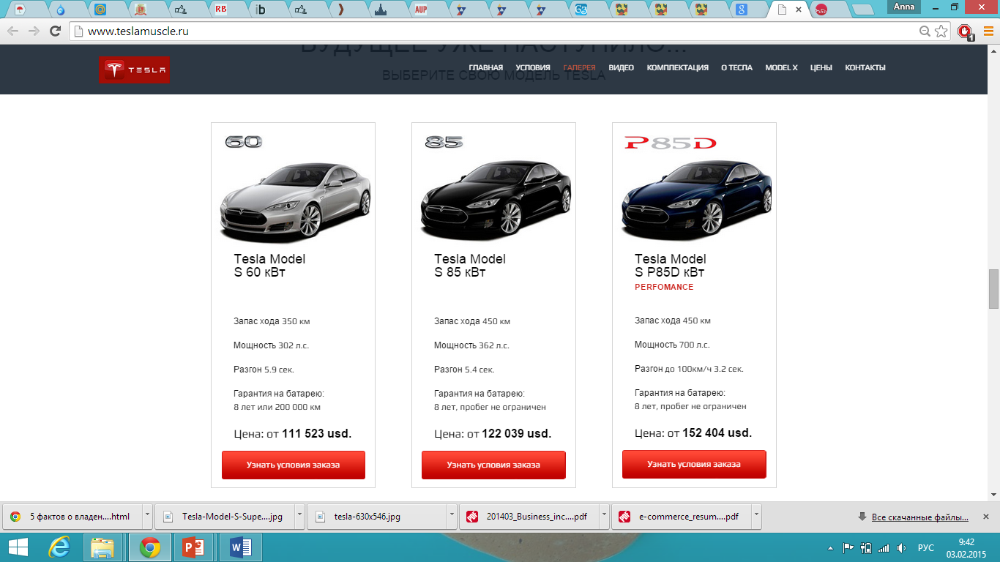 Anna
www.teslamuscle.ru
БУДУЩЕЕ УЖЕ НАСТУПИЛО...
ВЫБЕРИТЕ СВОЮ МОДЕЛЬ TESLA
TESLA
ГЛАВНАЯ УСЛОВИЯ ГАЛЕРЕЯ ВИДЕО КОМПЛЕКТАЦИЯ О ТЕСЛА MODEL X ЦЕНЫ КОНТАКТЫ
60
Tesla Model
S 60 кВт
Запас хода 350 км
Мощность 302 л.с.
Разгон 5.9 сек.
Гарантия на батарею:
8 лет или 200 000 км
Цена: от 111 523 usd.
Узнать условия заказа
85
Tesla Model
S 85 кВт
Запас хода 450 км
Мощность 362 л.с.
Разгон 5.4 сек.
Гарантия на батарею:
8 лет, пробег не ограничен
Цена: от 122 039 usd.
Узнать условия заказа
P85D
Tesla Model
S P85D кВт
PERFOMANCE
Запас хода 450 км
Мощность 700 л.с.
Разгон до 100км/ч 3.2 сек.
Гарантия на батарею:
8 лет, пробег не ограничен
Цена: от 152 404 usd.
Узнать условия заказа
5 фактов о владен....html
Tesla-Model-S-Supe....jpg
tesla-630x546.jpg
201403_Business_inc....pdf
e-commerce_resum....pdf
Все скачанные файлы...
РУС
9:42
03.02.2015